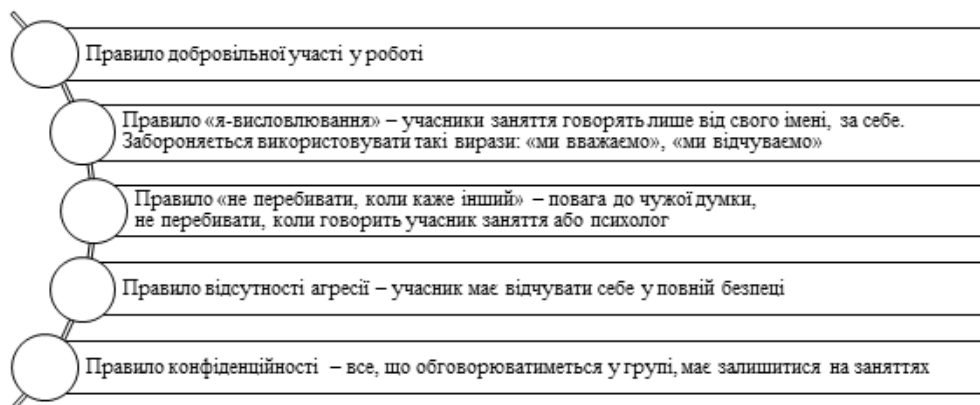 Правило добровільної участі у роботі
Правило «я-висловлювання» – учасники заняття говорять лише від свого імені, за себе.
Забороняється використовувати такі вирази: «ми вважаємо», «ми відчуваємо»
Правило «не перебивати, коли каже інший» – повага до чужої думки,
не перебивати, коли говорить учасник заняття або психолог
Правило відсутності агресії – учасник має відчувати себе у повній безпеці
Правило конфіденційності – все, що обговорюватиметься у групі, має залишитися на заняттях